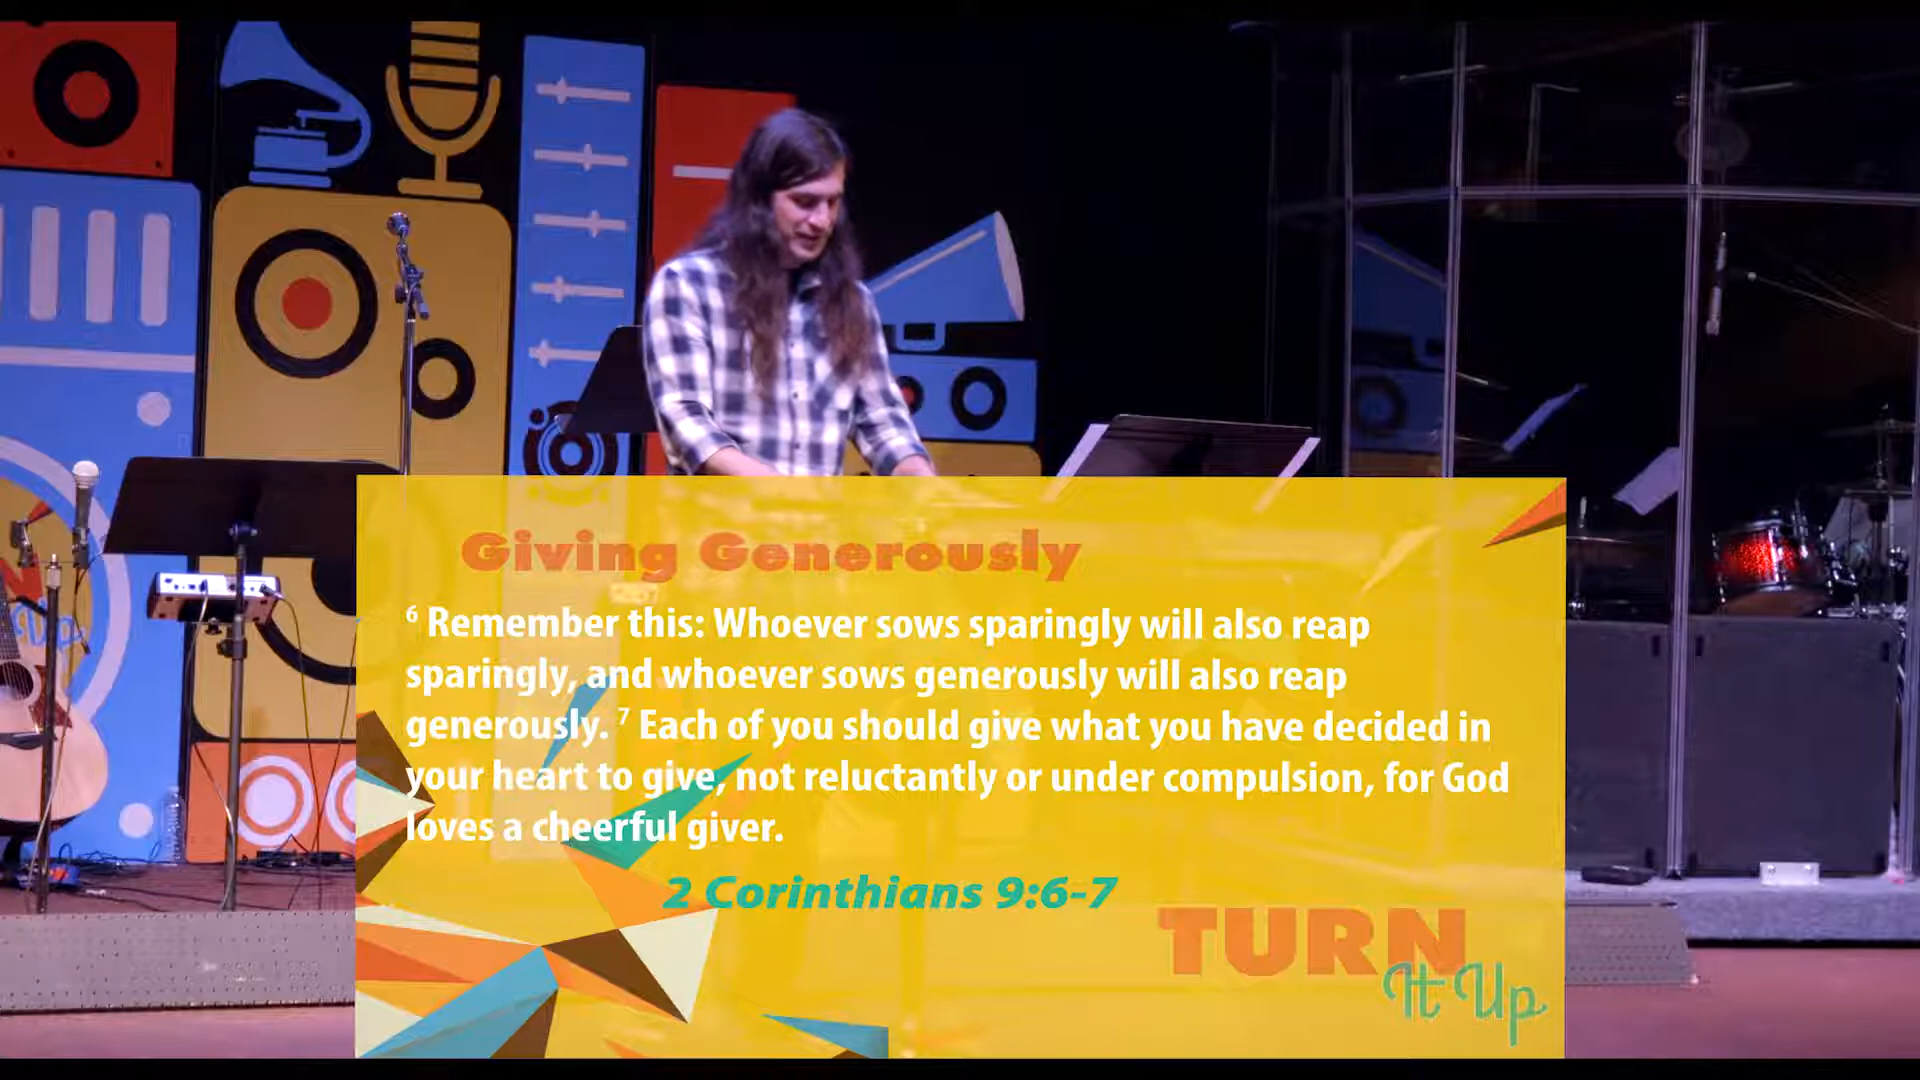 Giving Generously
⁶ Remember this: Whoever sows sparingly will also reap
sparingly, and whoever sows generously will also reap
generously. ⁷ Each of you should give what you have decided in
your heart to give, not reluctantly or under compulsion, for God
loves a cheerful giver.
2 Corinthians 9:6-7
TURN
It Up